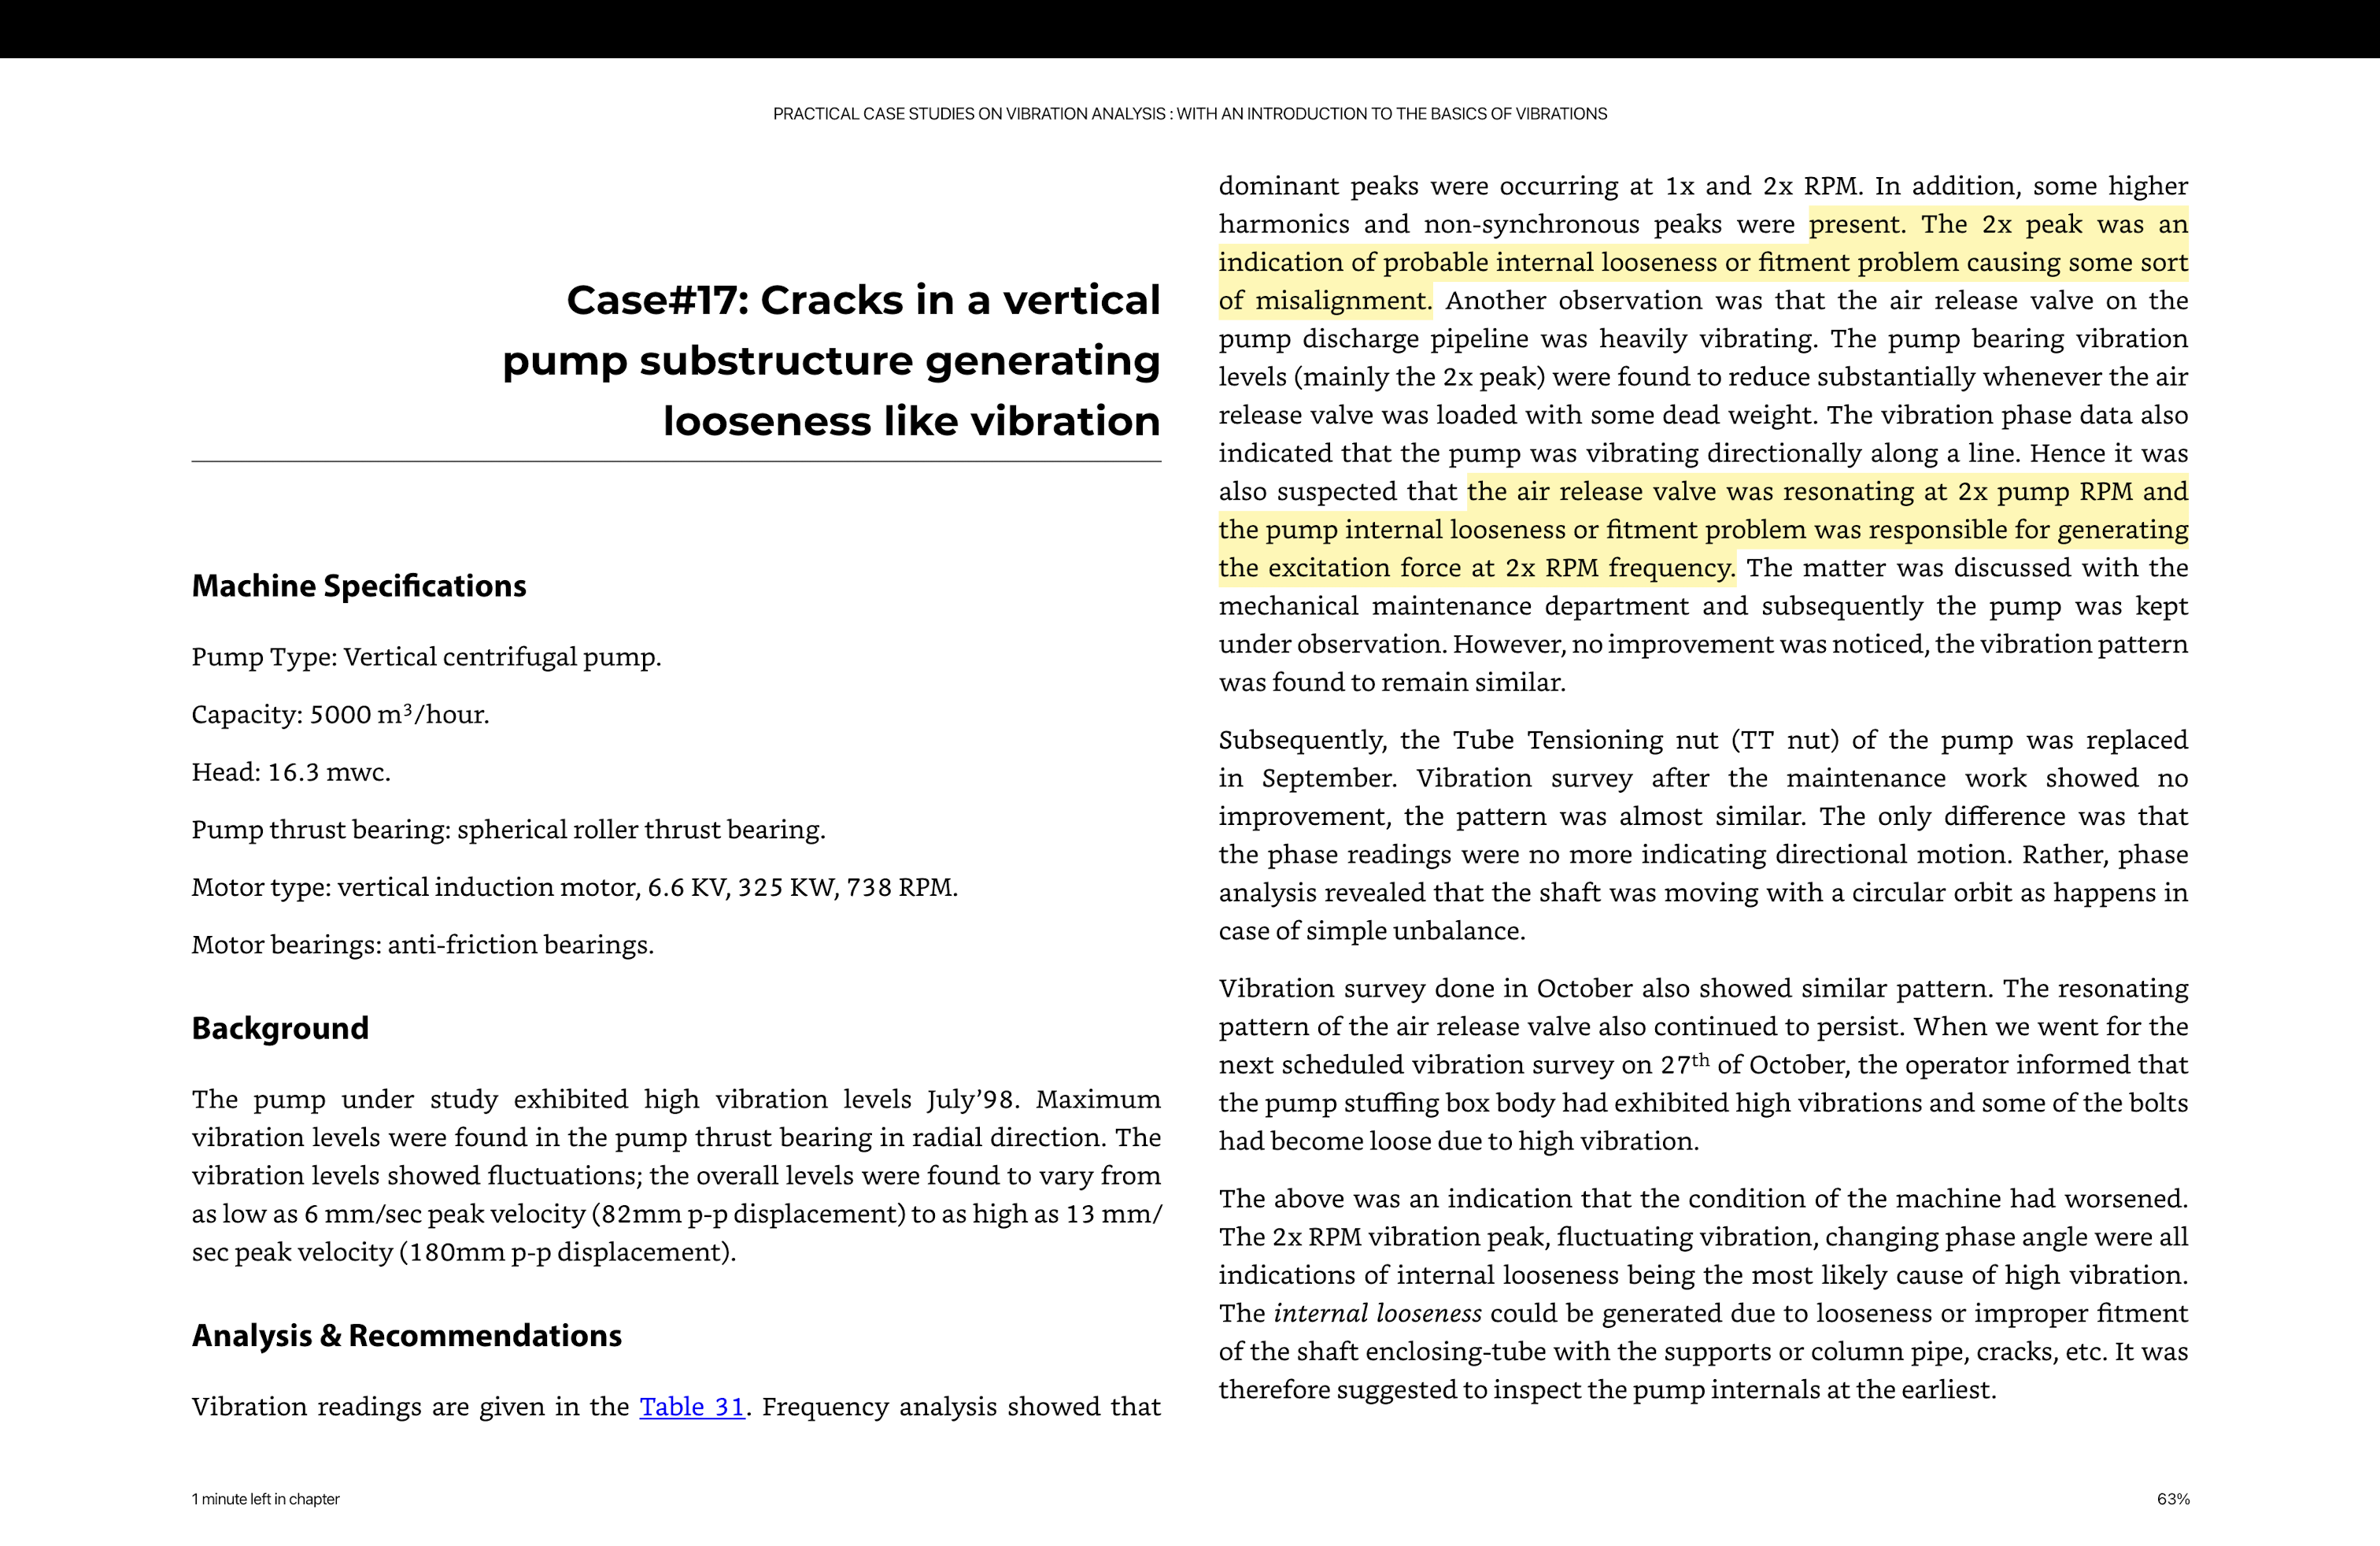 PRACTICAL CASE STUDIES ON VIBRATION ANALYSIS : WITH AN INTRODUCTION TO THE BASICS OF VIBRATIONS
Case#17: Cracks in a vertical
pump substructure generating
looseness like vibration
Machine Specifications
Pump Type: Vertical centrifugal pump.
Capacity: 5000 m³/hour.
Head: 16.3 mwc.
Pump thrust bearing: spherical roller thrust bearing.
Motor type: vertical induction motor, 6.6 KV, 325 KW, 738 RPM.
Motor bearings: anti-friction bearings.
Background
The pump under study exhibited high vibration levels July’98. Maximum
vibration levels were found in the pump thrust bearing in radial direction. The
vibration levels showed fluctuations; the overall levels were found to vary from
as low as 6 mm/sec peak velocity (82mm p-p displacement) to as high as 13 mm/
sec peak velocity (180mm p-p displacement).
Analysis & Recommendations
Vibration readings are given in the Table 31. Frequency analysis showed that
dominant peaks were occurring at 1x and 2x RPM. In addition, some higher
harmonics and non-synchronous peaks were present. The 2x peak was an
indication of probable internal looseness or fitment problem causing some sort
of misalignment. Another observation was that the air release valve on the
pump discharge pipeline was heavily vibrating. The pump bearing vibration
levels (mainly the 2x peak) were found to reduce substantially whenever the air
release valve was loaded with some dead weight. The vibration phase data also
indicated that the pump was vibrating directionally along a line. Hence it was
also suspected that the air release valve was resonating at 2x pump RPM and
the pump internal looseness or fitment problem was responsible for generating
the excitation force at 2x RPM frequency. The matter was discussed with the
mechanical maintenance department and subsequently the pump was kept
under observation. However, no improvement was noticed, the vibration pattern
was found to remain similar.
Subsequently, the Tube Tensioning nut (TT nut) of the pump was replaced
in September. Vibration survey after the maintenance work showed no
improvement, the pattern was almost similar. The only difference was that
the phase readings were no more indicating directional motion. Rather, phase
analysis revealed that the shaft was moving with a circular orbit as happens in
case of simple unbalance.
Vibration survey done in October also showed similar pattern. The resonating
pattern of the air release valve also continued to persist. When we went for the
next scheduled vibration survey on 27th of October, the operator informed that
the pump stuffing box body had exhibited high vibrations and some of the bolts
had become loose due to high vibration.
The above was an indication that the condition of the machine had worsened.
The 2x RPM vibration peak, fluctuating vibration, changing phase angle were all
indications of internal looseness being the most likely cause of high vibration.
The internal looseness could be generated due to looseness or improper fitment
of the shaft enclosing-tube with the supports or column pipe, cracks, etc. It was
therefore suggested to inspect the pump internals at the earliest.
1 minute left in chapter
63%